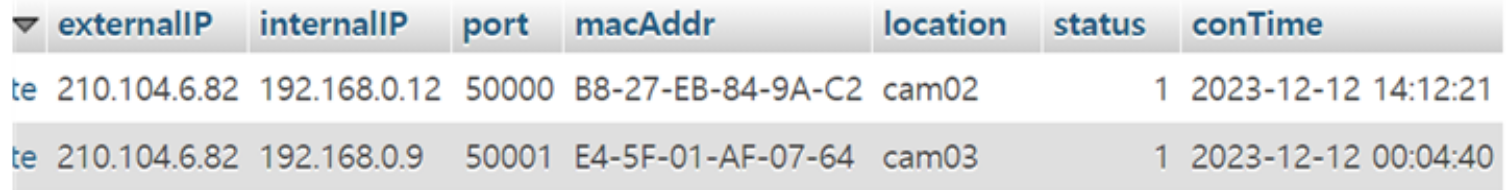 externalIP internalIP port macAddr location status conTime
te 210.104.6.82 192.168.0.12 50000 B8-27-EB-84-9A-C2 cam02 1 2023-12-12 14:12:21
te 210.104.6.82 192.168.0.9 50001 E4-5F-01-AF-07-64 cam03 1 2023-12-12 00:04:40